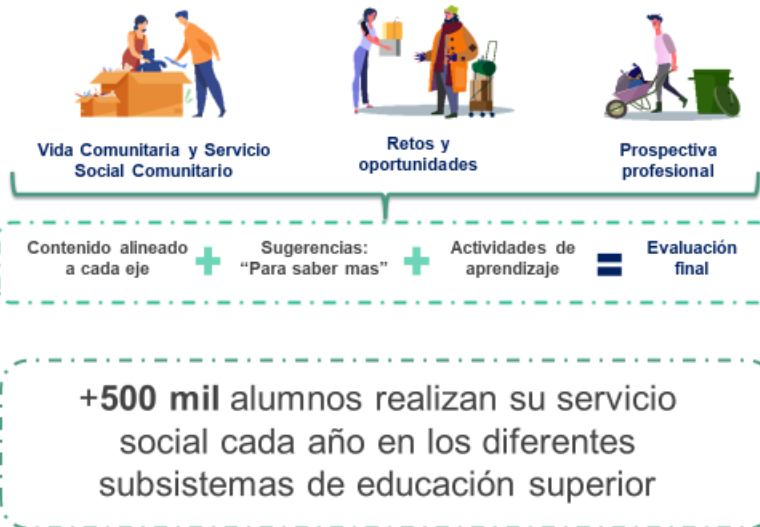 Vida Comunitaria y Servicio
Social Comunitario
Retos y
oportunidades
Prospectiva
profesional
Contenido alineado
a cada eje
+
Sugerencias:
“Para saber mas”
+
Actividades de
aprendizaje
=
Evaluación
final
+500 mil alumnos realizan su servicio
social cada año en los diferentes
subsistemas de educación superior